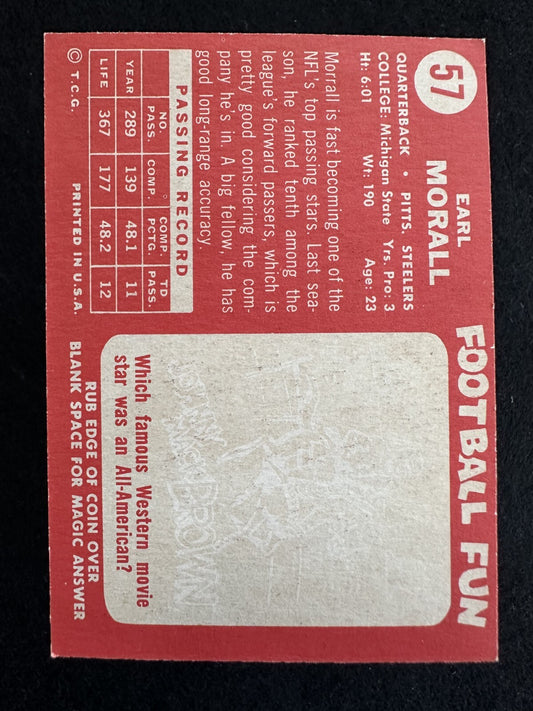 57
EARL
MORALL
QUARTERBACK • PITTS. STEELERS
COLLEGE: Michigan State Yrs. Pro: 3
Ht: 6:01 Wt: 190 Age: 23
Morrall is fast becoming one of the
NFL's top passing stars. Last sea-
son, he ranked tenth among the
league's forward passers, which is
pretty good considering the com-
pany he's in. A big fellow, he has
good long-range accuracy.
PASSING RECORD
NO. PASS. COMP. COMP. PCTG. TD PASS.
YEAR 289 139 48.1 11
LIFE 367 177 48.2 12
© T.C.G. PRINTED IN U.S.A.
FOOTBALL FUN
JOHNNY
MACK BROWN
Which famous Western movie
star was an All-American?
RUB EDGE OF COIN OVER
BLANK SPACE FOR MAGIC ANSWER